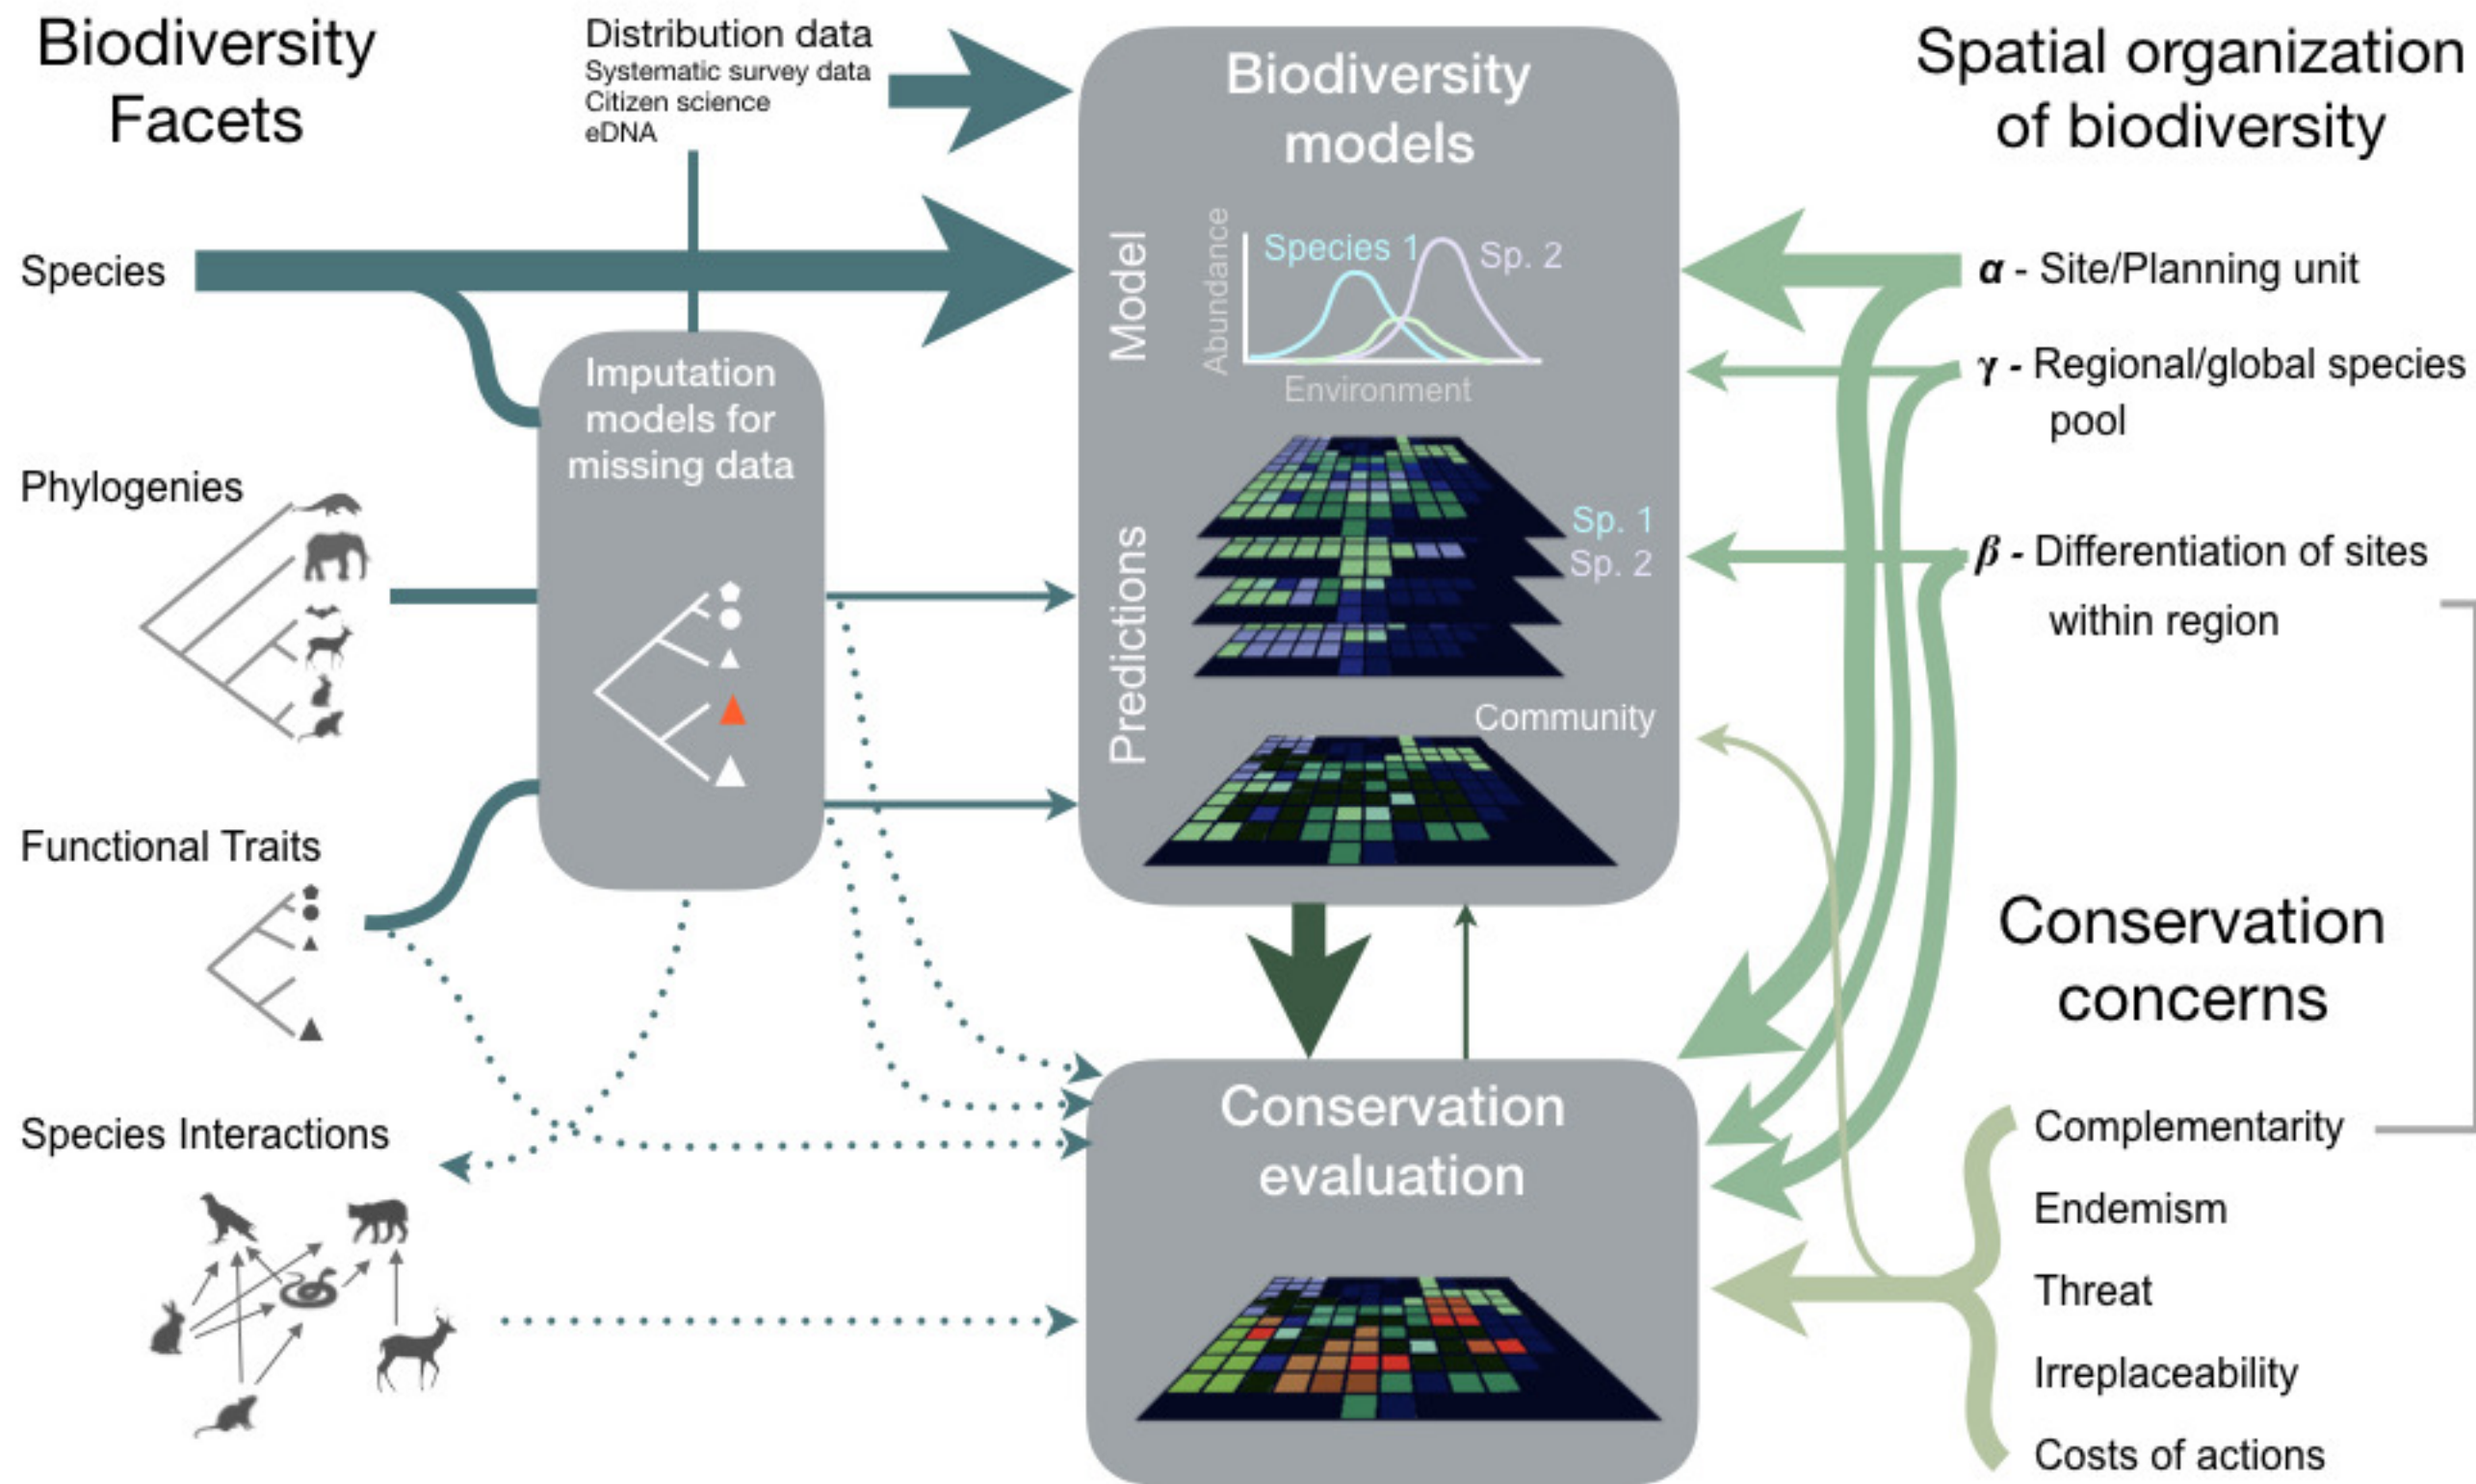 Biodiversity
Facets
Distribution data
Systematic survey data
Citizen science
eDNA
Species
Phylogenies
Functional Traits
Species Interactions
Imputation
models for
missing data
Biodiversity
models
Model
Abundance
Species 1
Sp. 2
Environment
Predictions
Sp. 1
Sp. 2
Community
Conservation
evaluation
Spatial organization
of biodiversity
α - Site/Planning unit
γ - Regional/global species
pool
β - Differentiation of sites
within region
Conservation
concerns
Complementarity
Endemism
Threat
Irreplaceability
Costs of actions